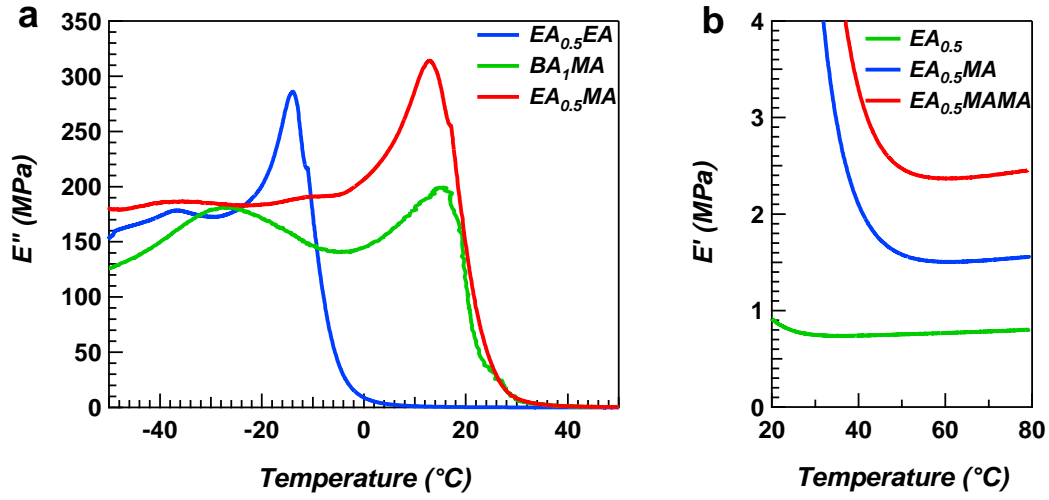 a
350
300
250
200
150
100
50
0
E'' (MPa)
-40
-20
0
20
40
Temperature (°C)
EA0.5EA
BA1MA
EA0.5MA
b
4
3
2
1
0
E' (MPa)
20
40
60
80
Temperature (°C)
EA0.5
EA0.5MA
EA0.5MAMA